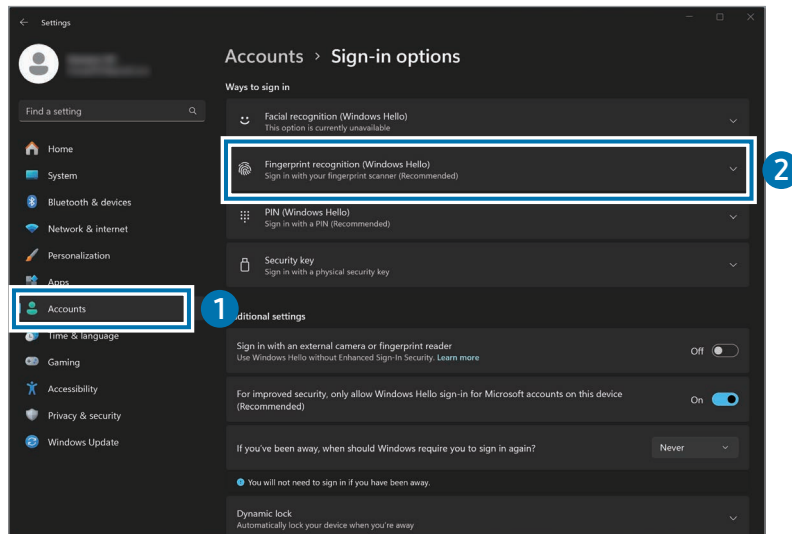 Settings
Accounts > Sign-in options
Ways to sign in
Find a setting
Facial recognition (Windows Hello)
This option is currently unavailable
Home
Fingerprint recognition (Windows Hello)
Sign in with your fingerprint scanner (Recommended)
2
System
Bluetooth & devices
PIN (Windows Hello)
Sign in with a PIN (Recommended)
Network & internet
Personalization
Security key
Sign in with a physical security key
Apps
Accounts
1
ditional settings
Time & language
Sign in with an external camera or fingerprint reader
Use Windows Hello without Enhanced Sign-In Security. Learn more
Off
Gaming
Accessibility
For improved security, only allow Windows Hello sign-in for Microsoft accounts on this device
(Recommended)
On
Privacy & security
Windows Update
If you've been away, when should Windows require you to sign in again?
Never
You will not need to sign in if you have been away.
Dynamic lock
Automatically lock your device when you're away